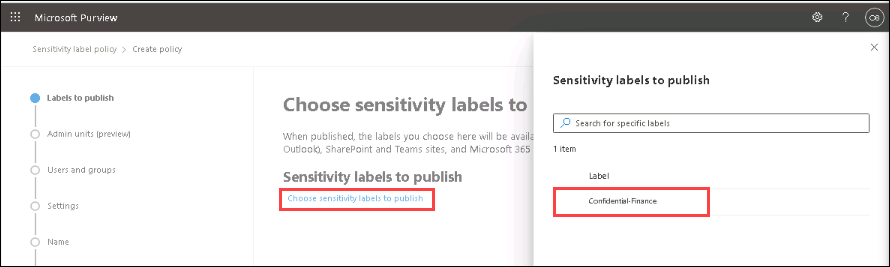 Microsoft Purview
?
OB
Sensitivity label policy > Create policy
Labels to publish
Admin units (preview)
Users and groups
Settings
Name
Choose sensitivity labels to
When published, the labels you choose here will be availa
Outlook), SharePoint and Teams sites, and Microsoft 365
Sensitivity labels to publish
Choose sensitivity labels to publish
Sensitivity labels to publish
Search for specific labels
1 item
Label
Confidential-Finance